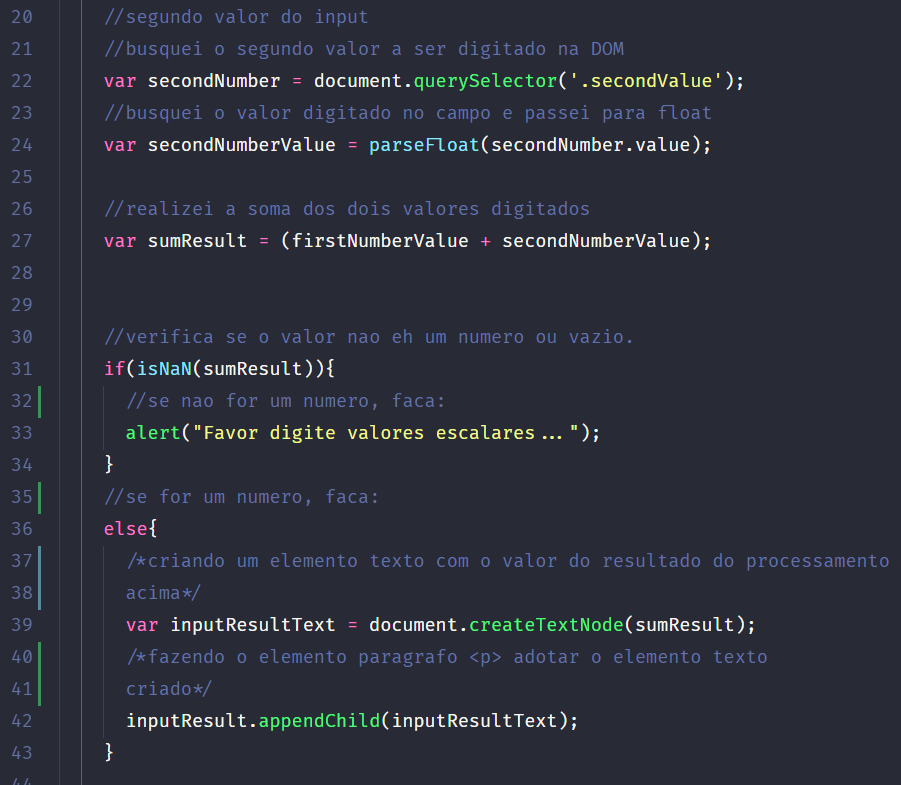 20 //segundo valor do input
21 //busquei o segundo valor a ser digitado na DOM
22 var secondNumber = document.querySelector('.secondValue');
23 //busquei o valor digitado no campo e passei para float
24 var secondNumberValue = parseFloat(secondNumber.value);
25
26 //realizei a soma dos dois valores digitados
27 var sumResult = (firstNumberValue + secondNumberValue);
28
29
30 //verifica se o valor nao eh um numero ou vazio.
31 if(isNaN(sumResult)){
32 //se nao for um numero, faca:
33 alert("Favor digite valores escalares...");
34 }
35 //se for um numero, faca:
36 else{
37 /*criando um elemento texto com o valor do resultado do processamento
38 acima*/
39 var inputResultText = document.createTextNode(sumResult);
40 /*fazendo o elemento paragrafo <p> adotar o elemento texto
41 criado*/
42 inputResult.appendChild(inputResultText);
43 }